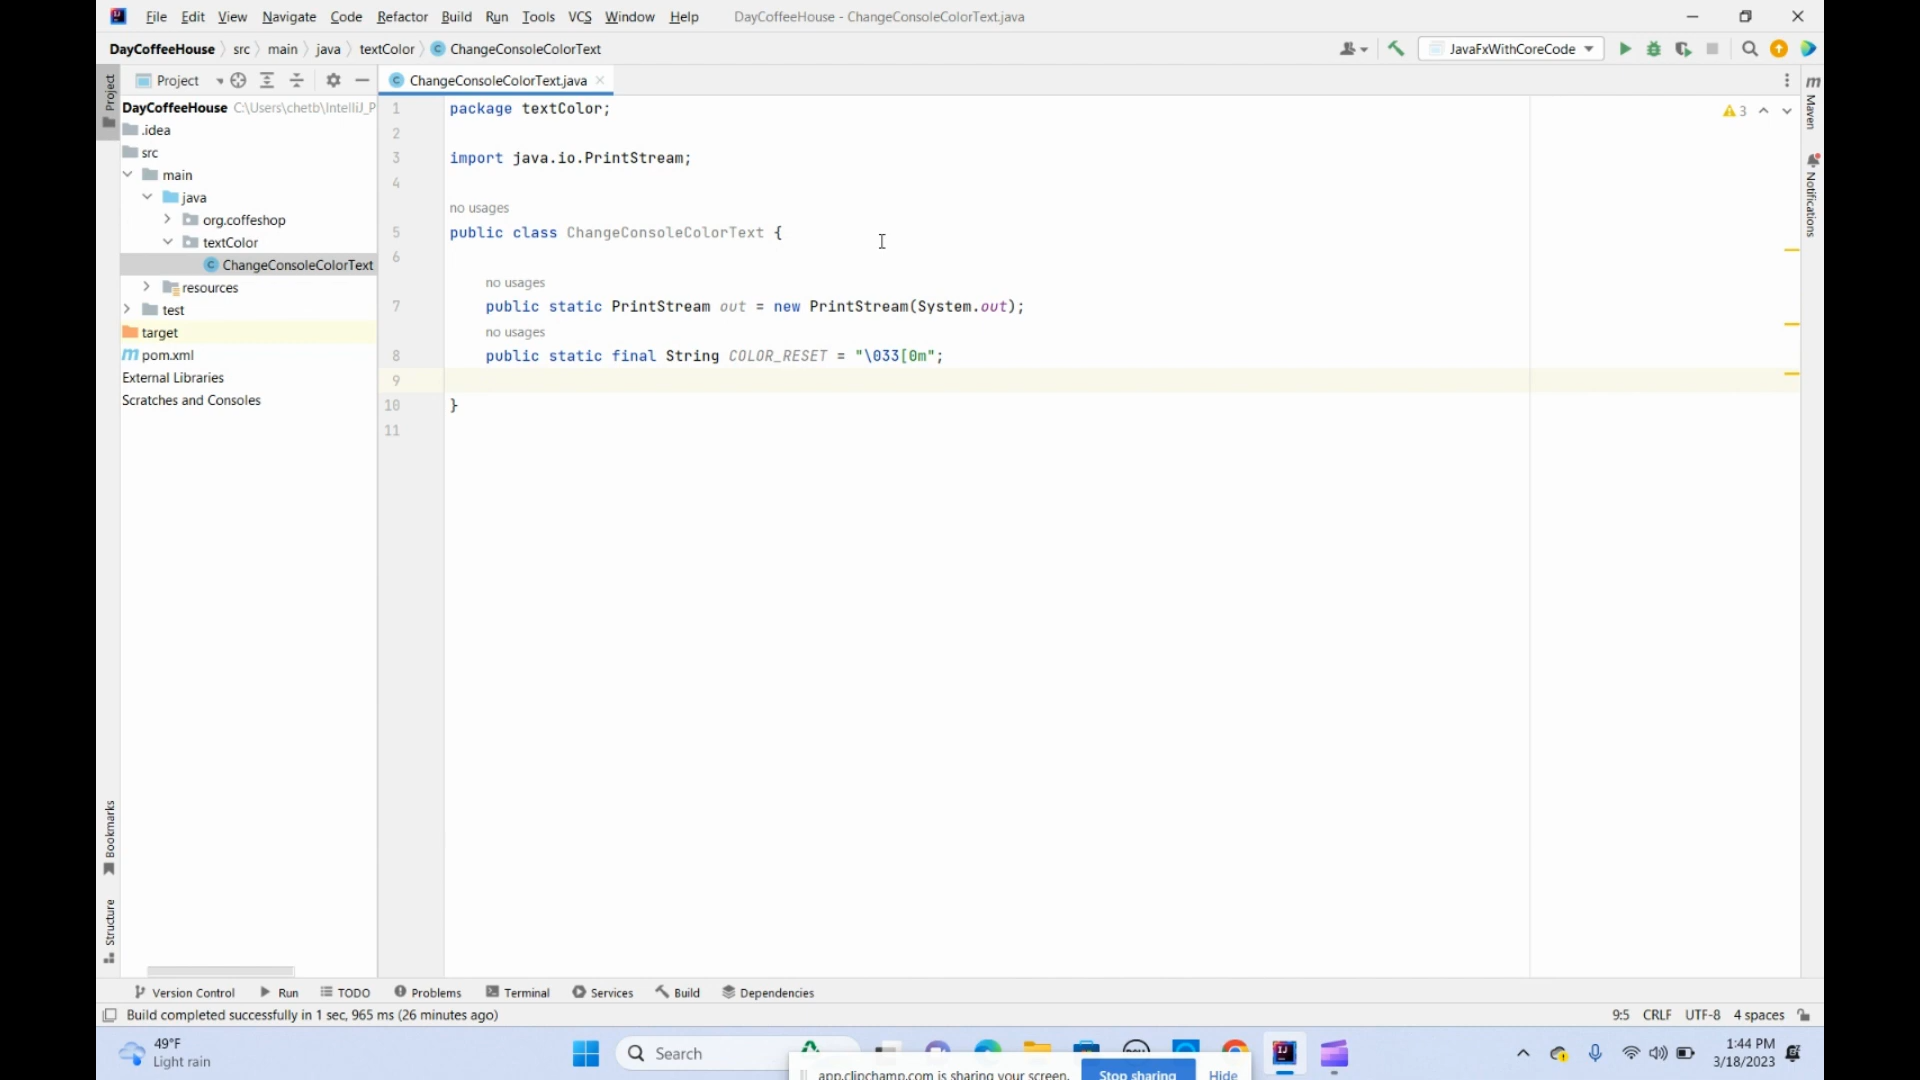 File Edit View Navigate Code Refactor Build Run Tools VCS Window Help DayCoffeeHouse - ChangeConsoleColorText.java
DayCoffeeHouse src main java textColor ChangeConsoleColorText JavaFxWithCoreCode
Project ChangeConsoleColorText.java
Project
DayCoffeeHouse C:\Users\chetb\IntelliJ_P
.idea
src
main
java
org.coffeshop
textColor
ChangeConsoleColorText
resources
test
target
pom.xml
External Libraries
Scratches and Consoles
1 package textColor;
2
3 import java.io.PrintStream;
4
no usages
5 public class ChangeConsoleColorText {
6
no usages
7 public static PrintStream out = new PrintStream(System.out);
no usages
8 public static final String COLOR_RESET = "\033[0m";
9
10 }
11
3
Maven
Notifications
Bookmarks
Structure
Version Control Run TODO Problems Terminal Services Build Dependencies
Build completed successfully in 1 sec, 965 ms (26 minutes ago) 9:5 CRLF UTF-8 4 spaces
49°F
Light rain
Search
app.clipchamp.com is sharing your screen. Stop sharing Hide
1:44 PM
3/18/2023